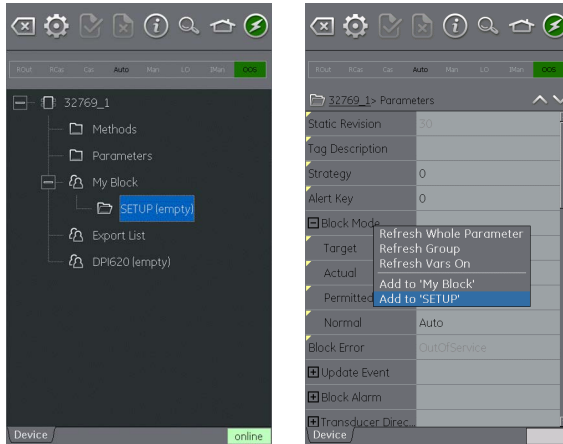 ROut RCas Cas Auto Man LO IMan OOS
32769_1
Methods
Parameters
My Block
SETUP (empty)
Export List
DPI620 (empty)
Device
online
ROut RCas Cas Auto Man LO IMan OOS
32769_1> Parameters
Static Revision 30
Tag Description
Strategy 0
Alert Key 0
Block Mode
Refresh Whole Parameter
Refresh Group
Target
Refresh Vars On
Actual
Add to 'My Block'
Permitted
Add to 'SETUP'
Normal Auto
Block Error OutOfService
Update Event
Block Alarm
Transducer Direc...
Device